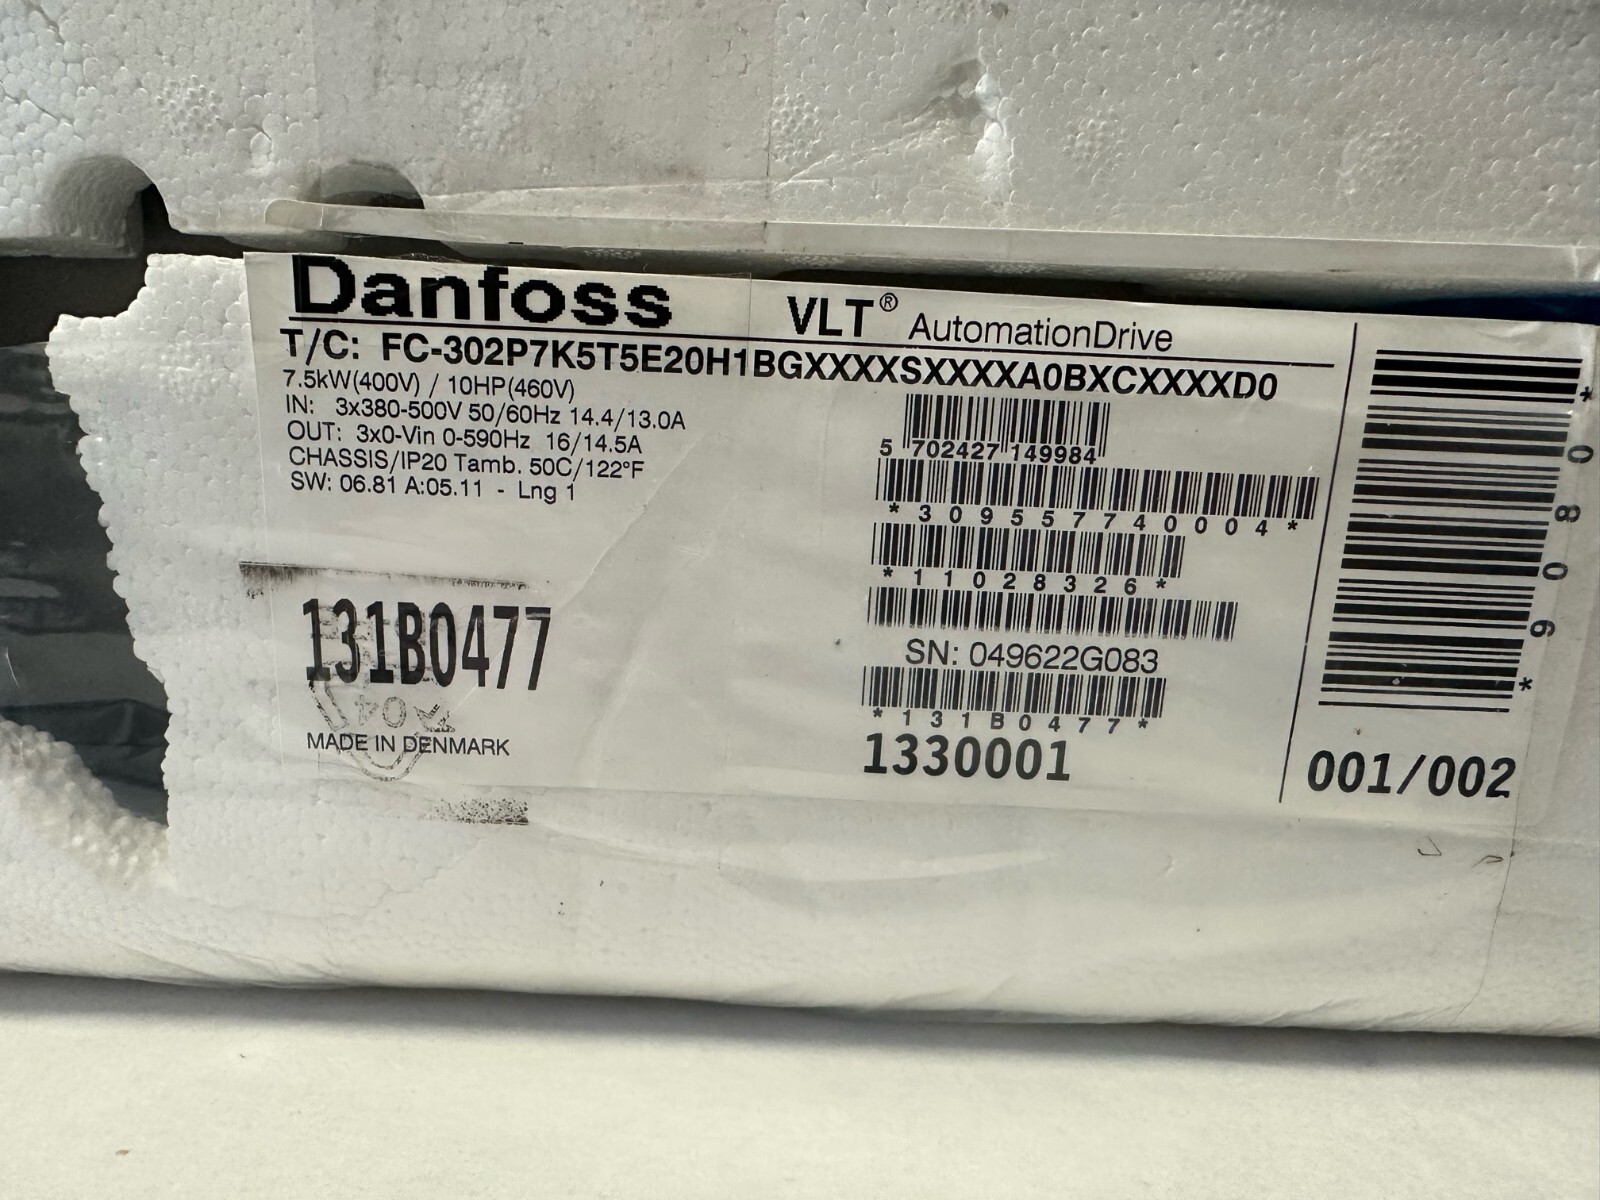 Danfoss VLT® AutomationDrive
T/C: FC-302P7K5T5E20H1BGXXXXSXXXXA0BXCXXXXD0
7.5kW(400V) / 10HP(460V)
IN: 3x380-500V 50/60Hz 14.4/13.0A
OUT: 3x0-Vin 0-590Hz 16/14.5A
CHASSIS/IP20 Tamb. 50C/122°F
SW: 06.81 A:05.11 - Lng 1
131B0477
MADE IN DENMARK
5 702427 149984
*309557740004*
*11028326*
SN: 049622G083
*131B0477*
1330001
*0806*
001/002